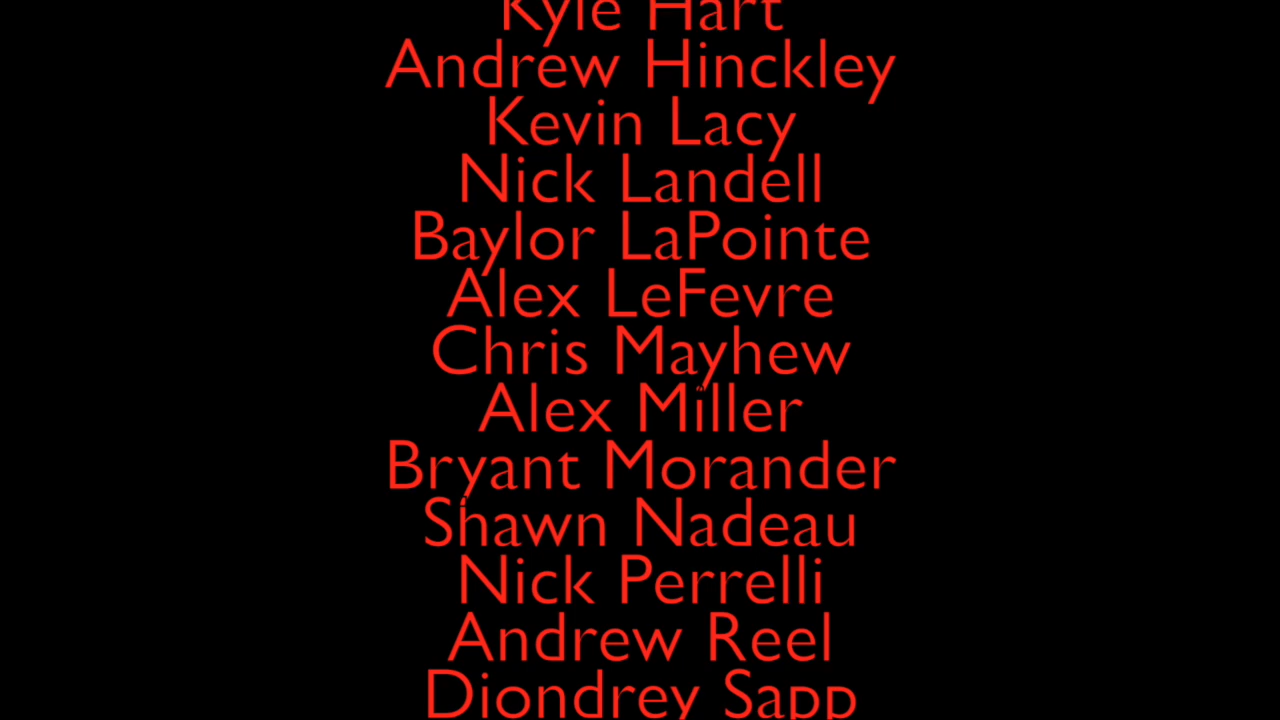 Kyle Hart
Andrew Hinckley
Kevin Lacy
Nick Landell
Baylor LaPointe
Alex LeFevre
Chris Mayhew
Alex Miller
Bryant Morander
Shawn Nadeau
Nick Perrelli
Andrew Reel
Diondrey Sapp